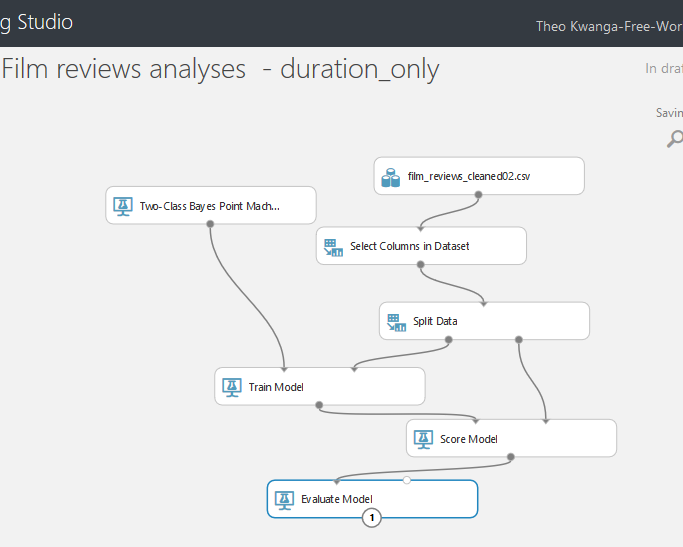 g Studio
Theo Kwanga-Free-Wor
Film reviews analyses - duration_only
In draf
Savin
film_reviews_cleaned02.csv
Two-Class Bayes Point Mach...
Select Columns in Dataset
Split Data
Train Model
Score Model
Evaluate Model
1